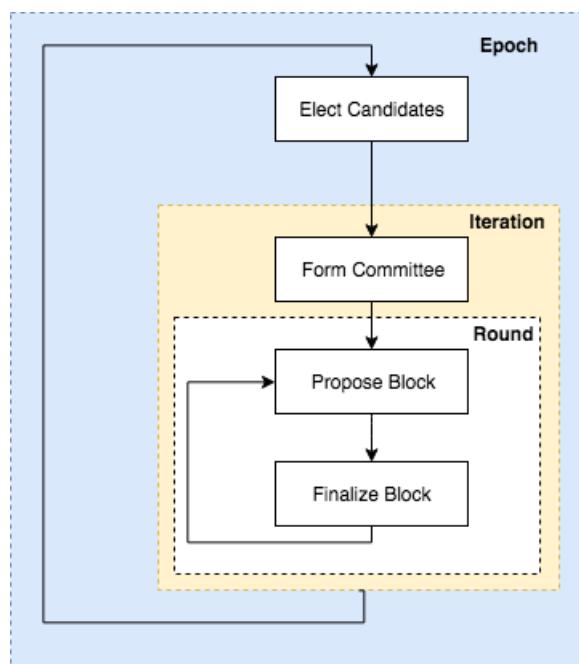 Epoch
Elect Candidates
Iteration
Form Committee
Round
Propose Block
Finalize Block